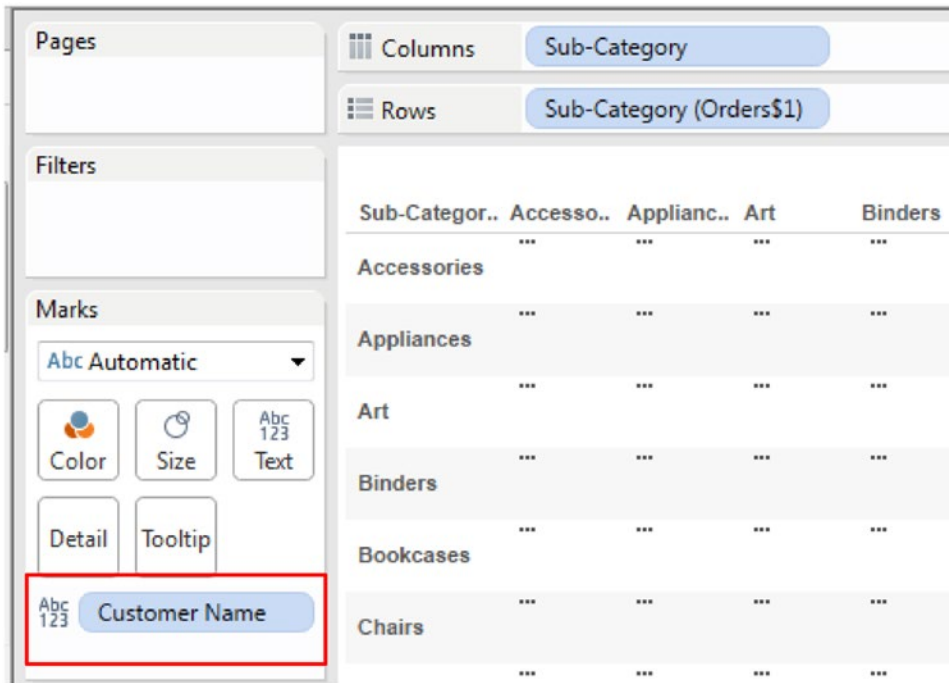 Pages
Columns Sub-Category
Rows Sub-Category (Orders$1)
Filters
Sub-Categor.. Accesso.. Applianc.. Art Binders
Accessories ... ... ... ...
Marks
Appliances ... ... ... ...
Abc Automatic
Art ... ... ... ...
Abc
123
Color Size Text
Binders ... ... ... ...
Detail Tooltip
Bookcases ... ... ... ...
Abc
123 Customer Name
Chairs ... ... ... ...
... ... ... ...